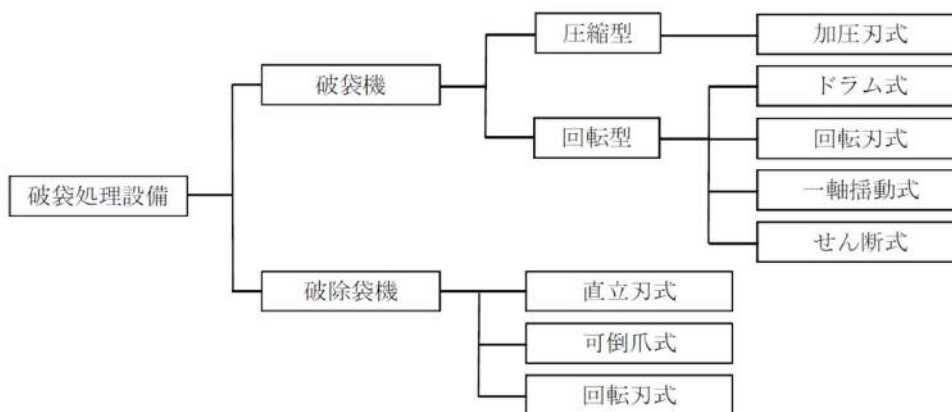 破袋処理設備
破袋機
圧縮型
加圧刃式
回転型
ドラム式
回転刃式
一軸揺動式
せん断式
破除袋機
直立刃式
可倒爪式
回転刃式